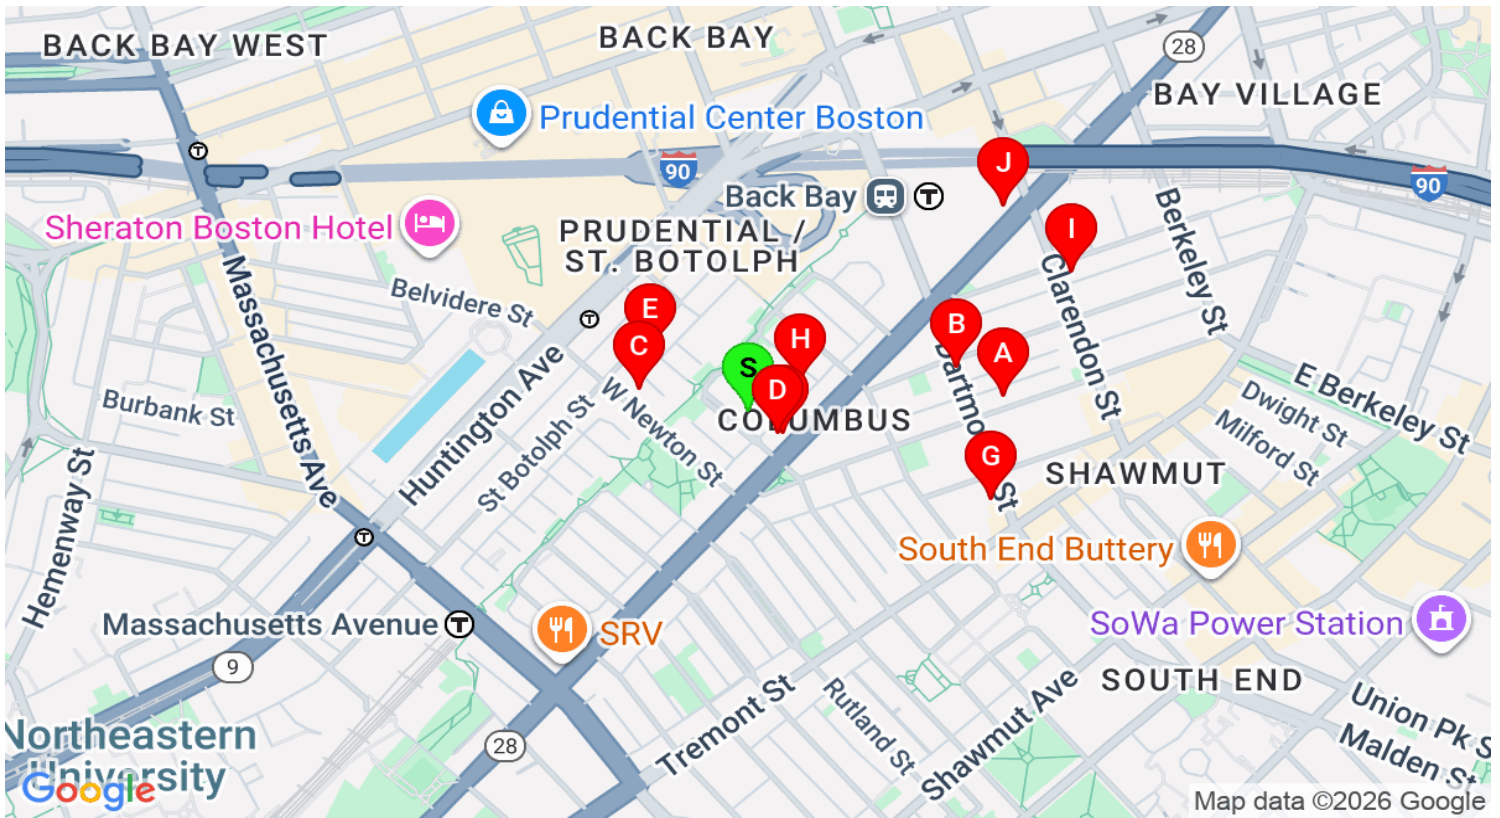 BACK BAY WEST
BACK BAY
28
BAY VILLAGE
Prudential Center Boston
T
90
J
Back Bay
T
90
Sheraton Boston Hotel
PRUDENTIAL /
ST. BOTOLPH
I
Berkeley St
Massachusetts Ave
Belvidere St
Clarendon St
T
E
C
H
B
A
S
D
COLUMBUS
Dartmo
St
G
Huntington Ave
St Botolph St
W Newton St
Burbank St
E Berkeley St
Dwight St
Milford St
SHAWMUT
Hemenway St
T
South End Buttery
Massachusetts Avenue
T
SRV
SoWa Power Station
9
SOUTH END
Tremont St
Rutland St
Shawmut Ave
Union Pk S
Malden St
Northeastern
University
28
Google
Map data ©2026 Google